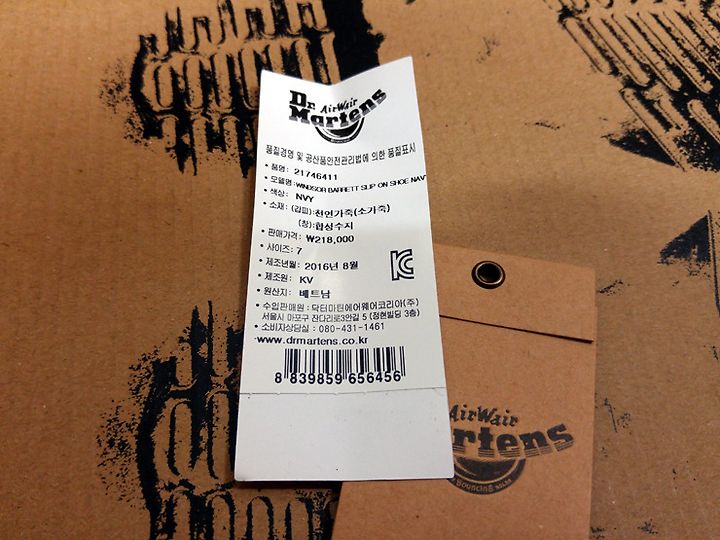 Dr. AirWair
Martens
품질경영 및 공산품안전관리법에 의한 품질표시
• 품명: 21746411
• 모델명: WINDSOR BARRETT SLIP ON SHOE NAV
• 색상: NVY
• 소재: (갑피):천연가죽(소가죽)
(창):합성수지
• 판매가격: ₩218,000
• 사이즈: 7
• 제조년월: 2016년 8월
• 제조원: KV
• 원산지: 베트남
• 수입판매원 : 닥터마틴에어웨어코리아(주)
서울시 마포구 잔다리로3안길 5 (정현빌딩 3층)
• 소비자상담실 : 080-431-1461
www.drmartens.co.kr
8 839859 656456
AirWair
artens
Bouncing